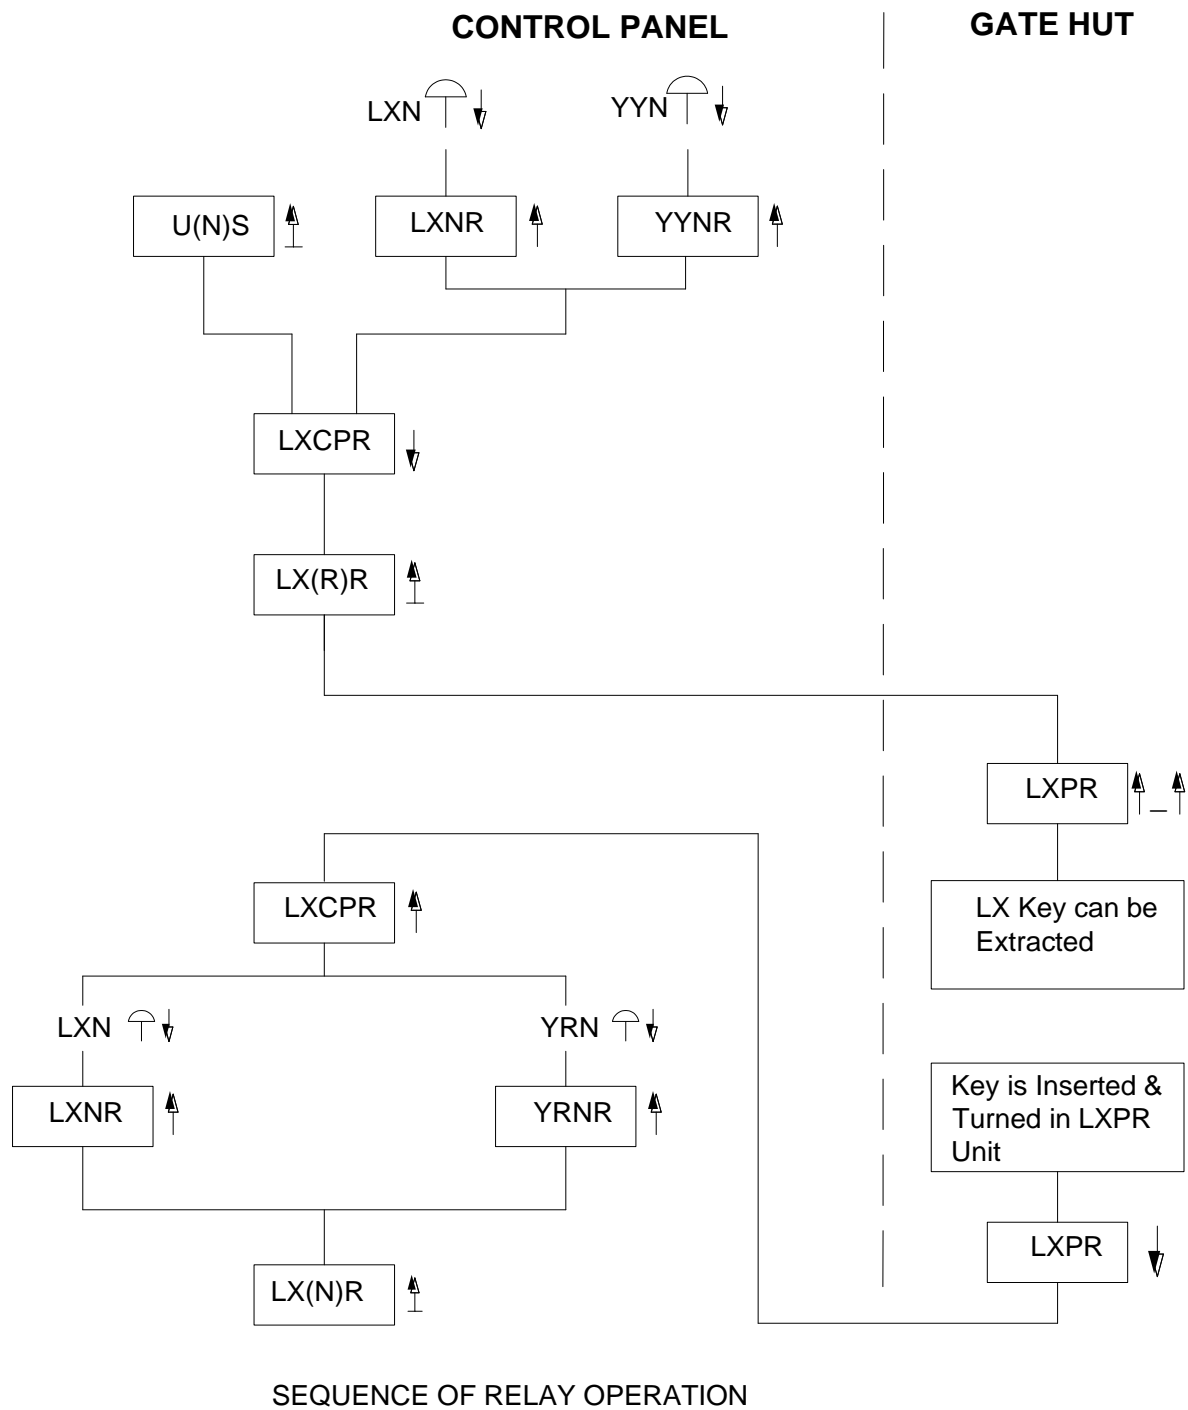 CONTROL PANEL
GATE HUT
LXN
YYN
U(N)S
LXNR
YYNR
LXCPR
LX(R)R
LXPR
LXCPR
LX Key can be
Extracted
LXN
YRN
Key is Inserted &
Turned in LXPR
Unit
LXNR
YRNR
LXPR
LX(N)R
SEQUENCE OF RELAY OPERATION